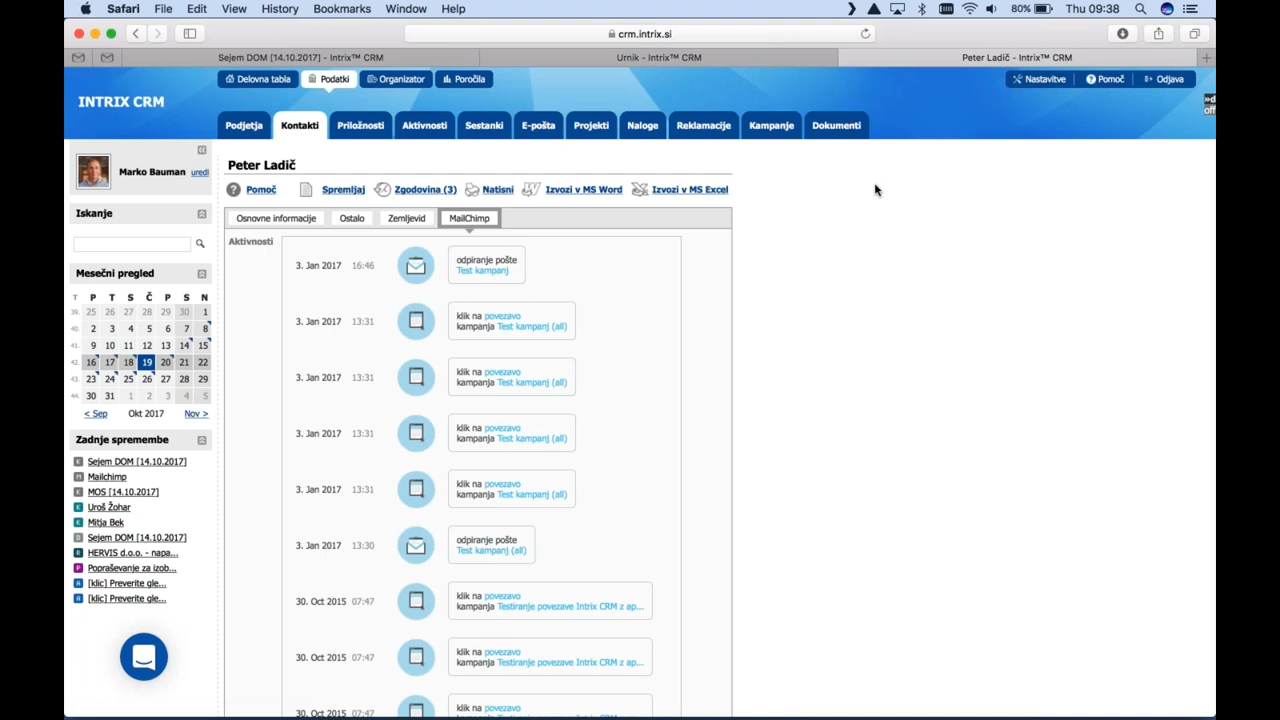 Safari File Edit View History Bookmarks Window Help 80% Thu 09:38
crm.intrix.si
Sejem DOM [14.10.2017] - Intrix™ CRM Urnik - Intrix™ CRM Peter Ladič - Intrix™ CRM
Delovna tabla Podatki Organizator Poročila Nastavitve Pomoč Odjava
INTRIX CRM
Podjetja Kontakti Priložnosti Aktivnosti Sestanki E-pošta Projekti Naloge Reklamacije Kampanje Dokumenti
Marko Bauman uredi
Iskanje
Mesečni pregled
T P T S Č P S N
39. 25 26 27 28 29 30 1
40. 2 3 4 5 6 7 8
41. 9 10 11 12 13 14 15
42. 16 17 18 19 20 21 22
43. 23 24 25 26 27 28 29
44. 30 31 1 2 3 4 5
< Sep Okt 2017 Nov >
Zadnje spremembe
K Sejem DOM [14.10.2017]
M Mailchimp
K MOS [14.10.2017]
K Uroš Žohar
K Mitja Bek
D Sejem DOM [14.10.2017]
R HERVIS d.o.o. - napa...
P Popraševanje za izob...
A [klic] Preverite gle...
A [klic] Preverite gle...
Peter Ladič
Pomoč Spremljaj Zgodovina (3) Natisni Izvozi v MS Word Izvozi v MS Excel
Osnovne informacije Ostalo Zemljevid MailChimp
Aktivnosti
3. Jan 2017 16:46 odpiranje pošte
Test kampanj
3. Jan 2017 13:31 klik na povezavo
kampanja Test kampanj (all)
3. Jan 2017 13:31 klik na povezavo
kampanja Test kampanj (all)
3. Jan 2017 13:31 klik na povezavo
kampanja Test kampanj (all)
3. Jan 2017 13:31 klik na povezavo
kampanja Test kampanj (all)
3. Jan 2017 13:30 odpiranje pošte
Test kampanj (all)
30. Oct 2015 07:47 klik na povezavo
kampanja Testiranje povezave Intrix CRM z ap...
30. Oct 2015 07:47 klik na povezavo
kampanja Testiranje povezave Intrix CRM z ap...
30. Oct 2015 07:47 klik na povezavo